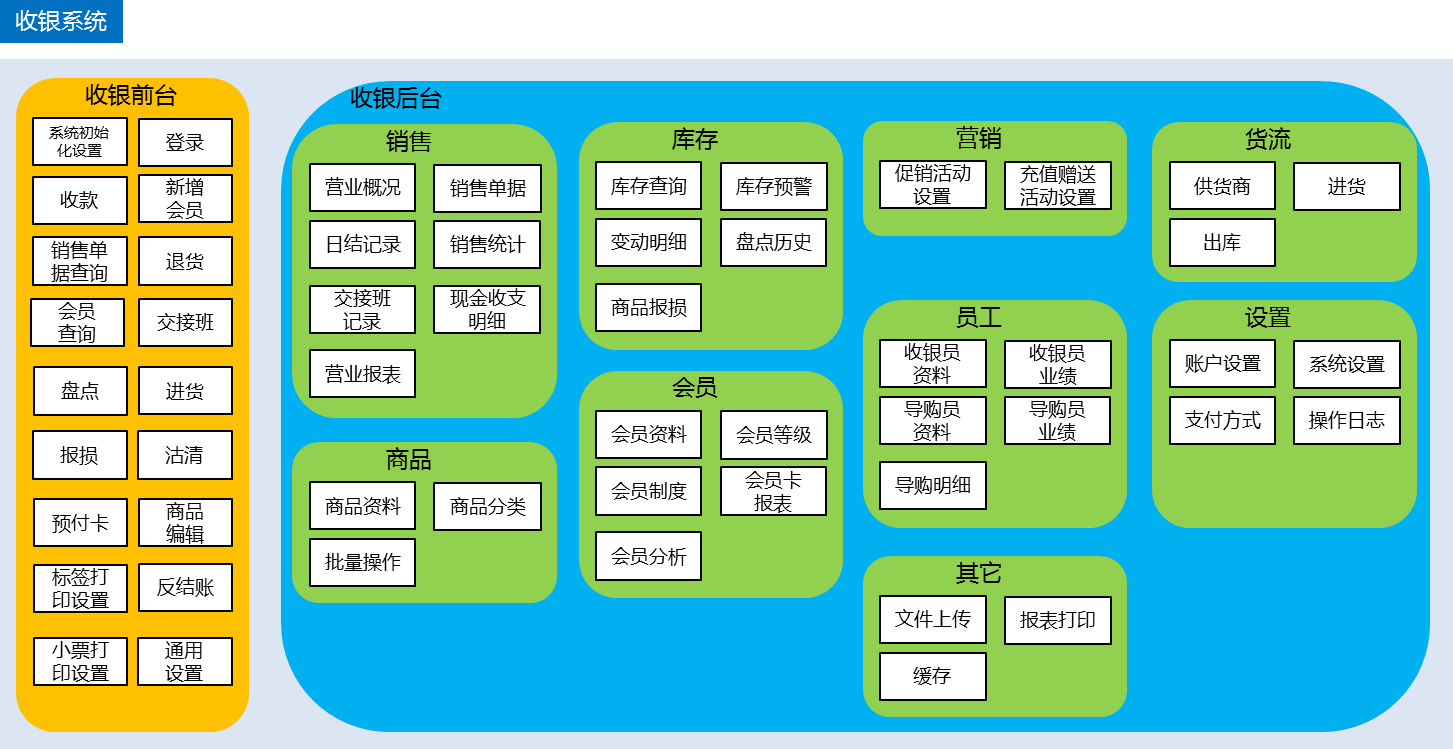 收银系统
收银前台
系统初始
化设置
登录
收款
新增
会员
销售单
据查询
退货
会员
查询
交接班
盘点
进货
报损
沽清
预付卡
商品
编辑
标签打
印设置
反结账
小票打
印设置
通用
设置
收银后台
销售
营业概况
销售单据
日结记录
销售统计
交接班
记录
现金收支
明细
营业报表
商品
商品资料
商品分类
批量操作
库存
库存查询
库存预警
变动明细
盘点历史
商品报损
会员
会员资料
会员等级
会员制度
会员卡
报表
会员分析
营销
促销活动
设置
充值赠送
活动设置
员工
收银员
资料
收银员
业绩
导购员
资料
导购员
业绩
导购明细
其它
文件上传
报表打印
缓存
货流
供货商
进货
出库
设置
账户设置
系统设置
支付方式
操作日志